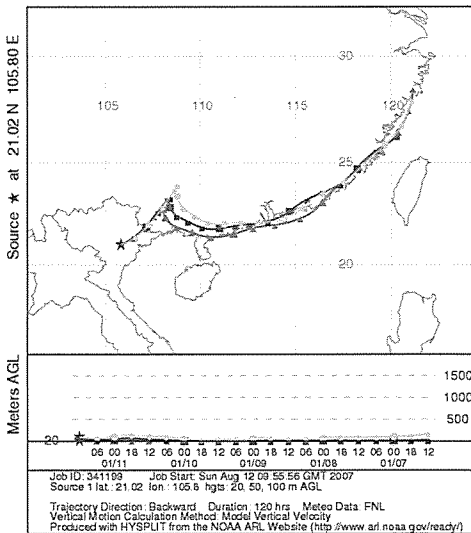 Source ★ at 21.02 N 105.80 E
30
105
110
115
120
25
20
Meters AGL
1500
1000
500
20
06 00 18 12 06 00 18 12 06 00 18 12 06 00 18 12 06 00 18 12
01/11 01/10 01/09 01/08 01/07
Job ID: 341199 Job Start: Sun Aug 12 09:55:56 GMT 2007
Source 1 lat.: 21.02 lon.: 105.8 hgts: 20, 50, 100 m AGL
Trajectory Direction: Backward Duration: 120 hrs Meteo Data: FNL
Vertical Motion Calculation Method: Model Vertical Velocity
Produced with HYSPLIT from the NOAA ARL Website (http://www.arl.noaa.gov/ready/)